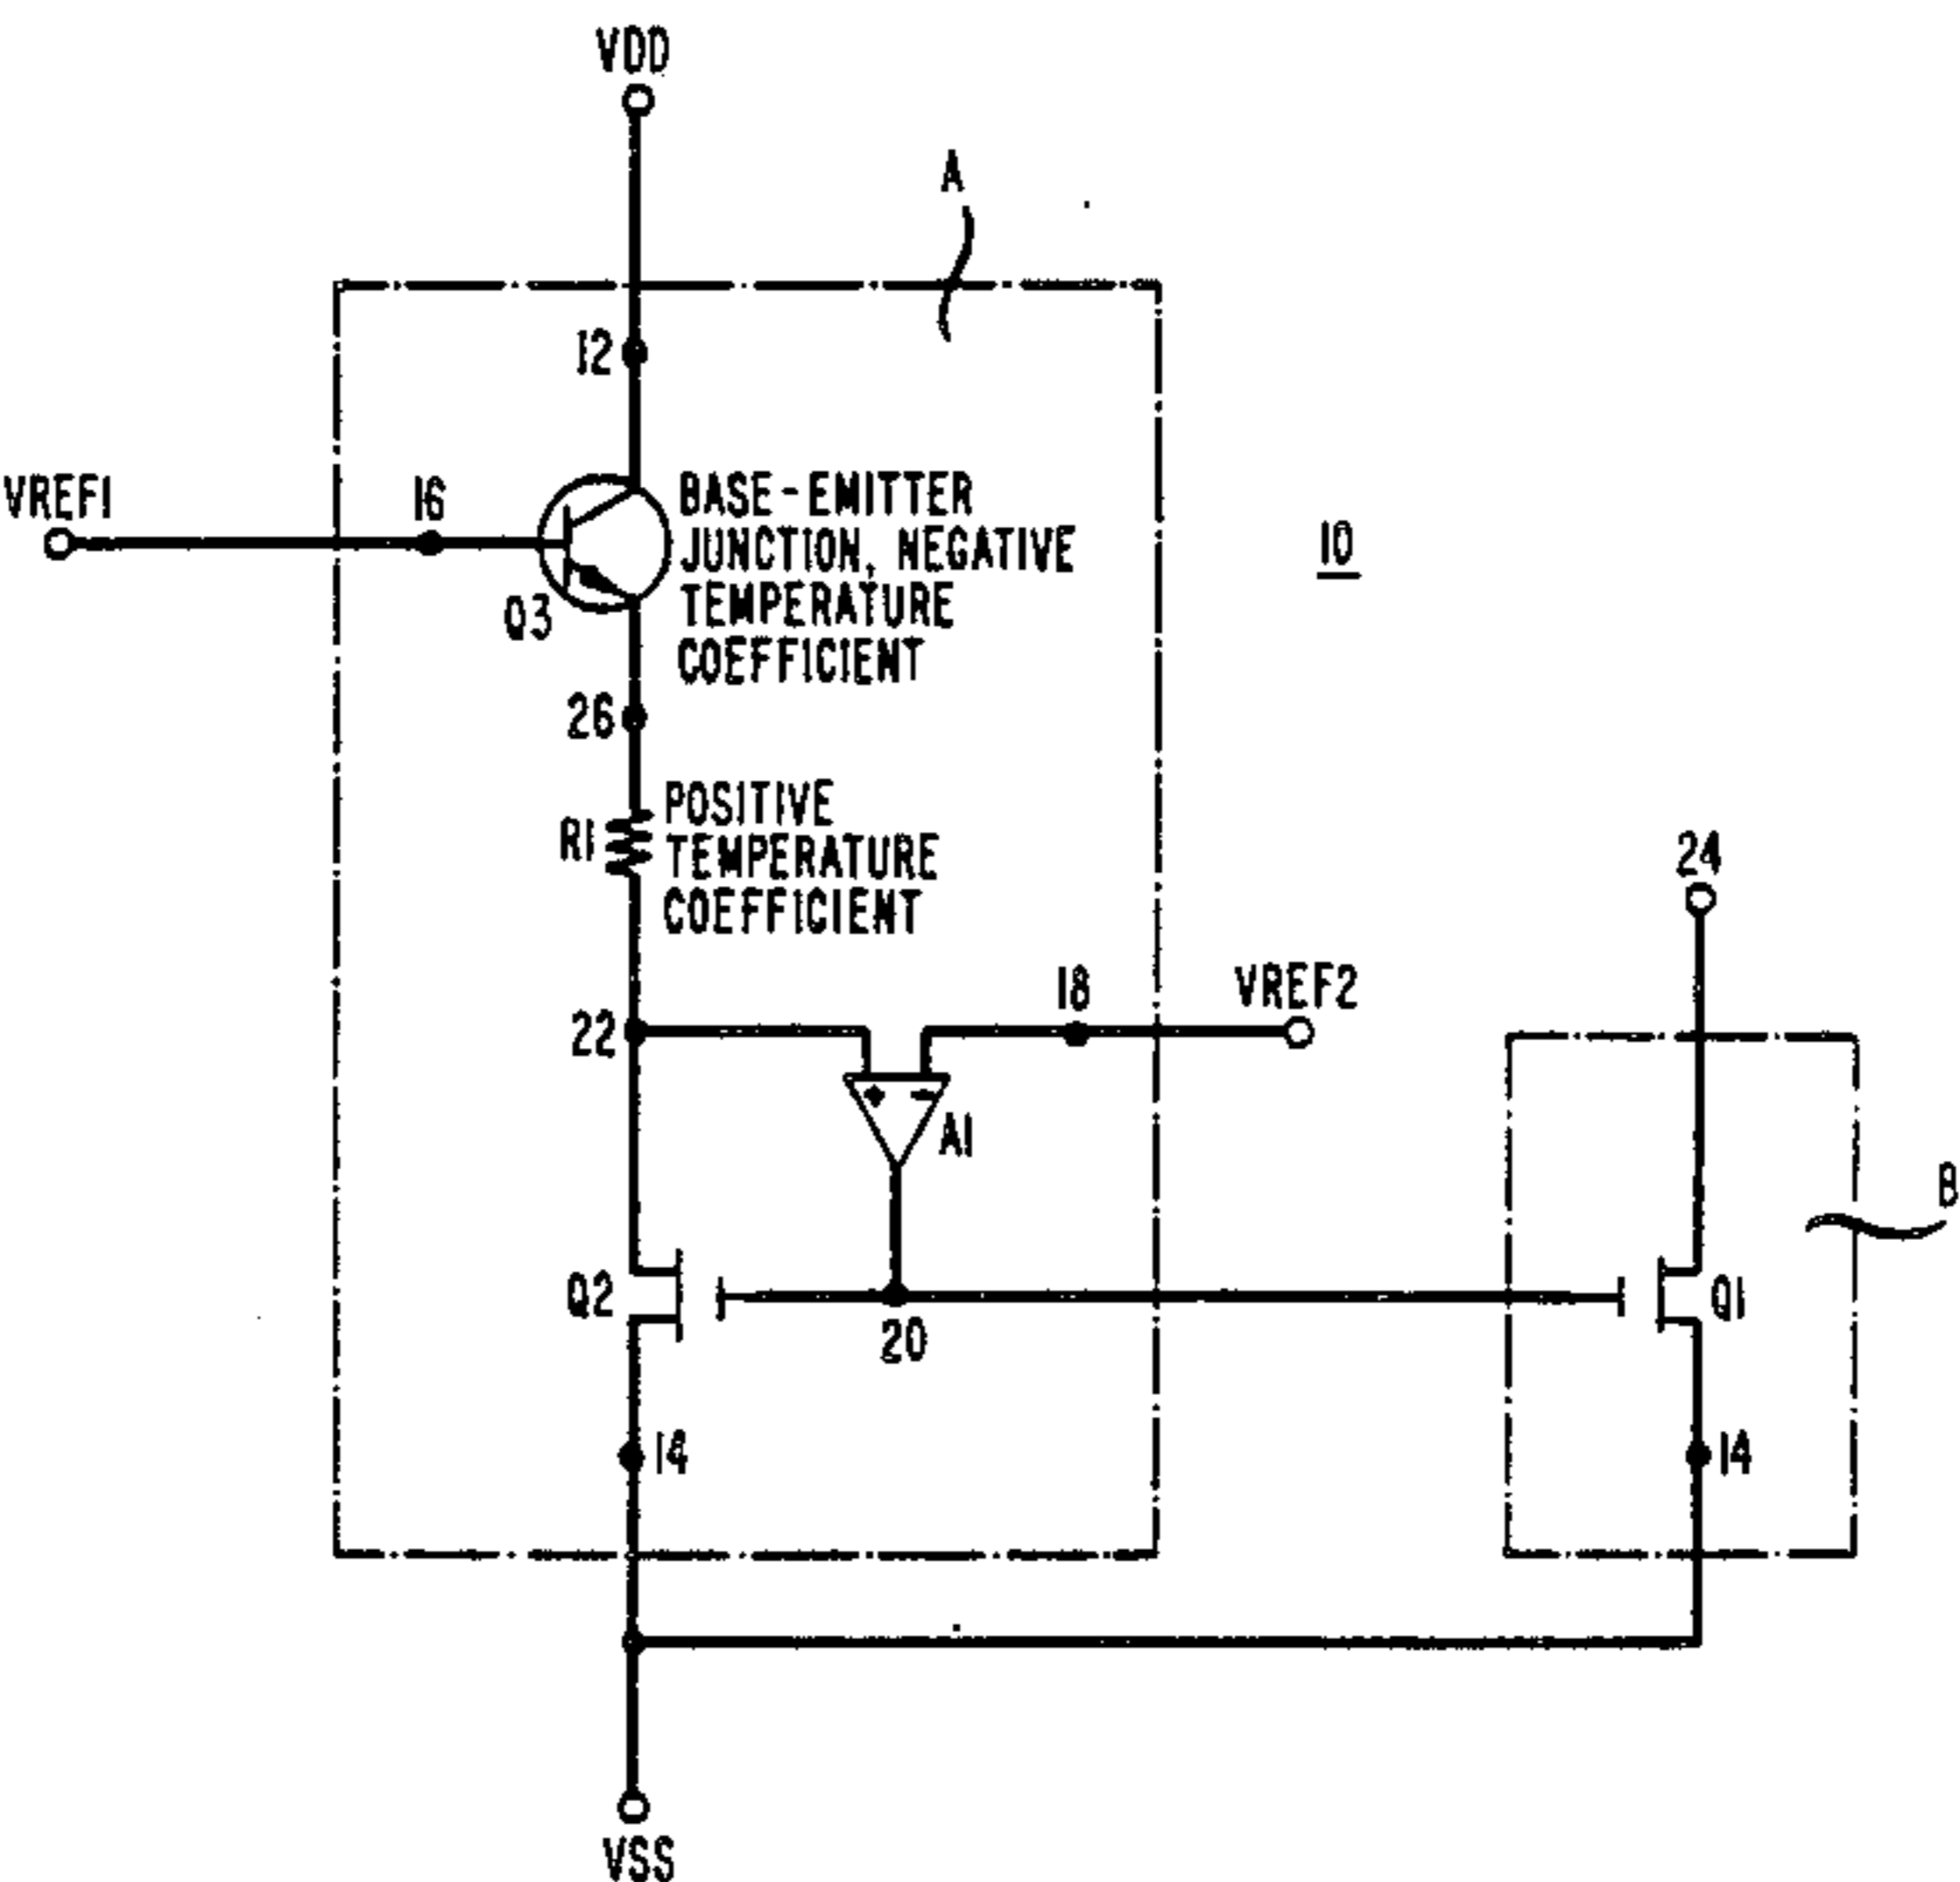 VDD
A
12
VREF1
16
BASE-EMITTER
JUNCTION, NEGATIVE
TEMPERATURE
COEFFICIENT
10
Q3
26
R1
POSITIVE
TEMPERATURE
COEFFICIENT
24
22
18
VREF2
+ -
A1
B
Q2
20
Q1
14
14
VSS